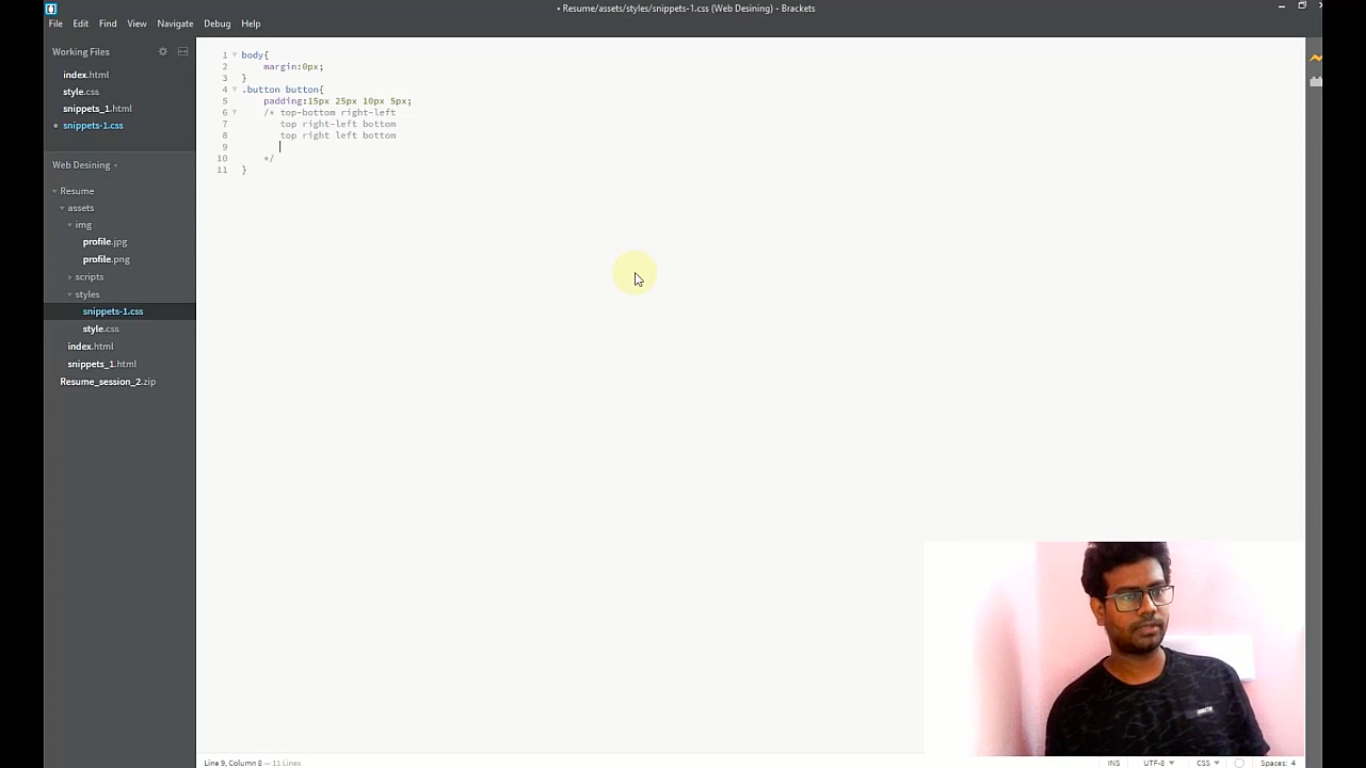 • Resume/assets/styles/snippets-1.css (Web Desining) - Brackets
File Edit Find View Navigate Debug Help
Working Files
index.html
style.css
snippets_1.html
• snippets-1.css
Web Desining
Resume
assets
img
profile.jpg
profile.png
scripts
styles
snippets-1.css
style.css
index.html
snippets_1.html
Resume_session_2.zip
1 body{
2 margin:0px;
3 }
4 .button button{
5 padding:15px 25px 10px 5px;
6 /* top-bottom right-left
7 top right-left bottom
8 top right left bottom
9
10 */
11 }
Line 9, Column 8 — 11 Lines
INS UTF-8 CSS Spaces: 4